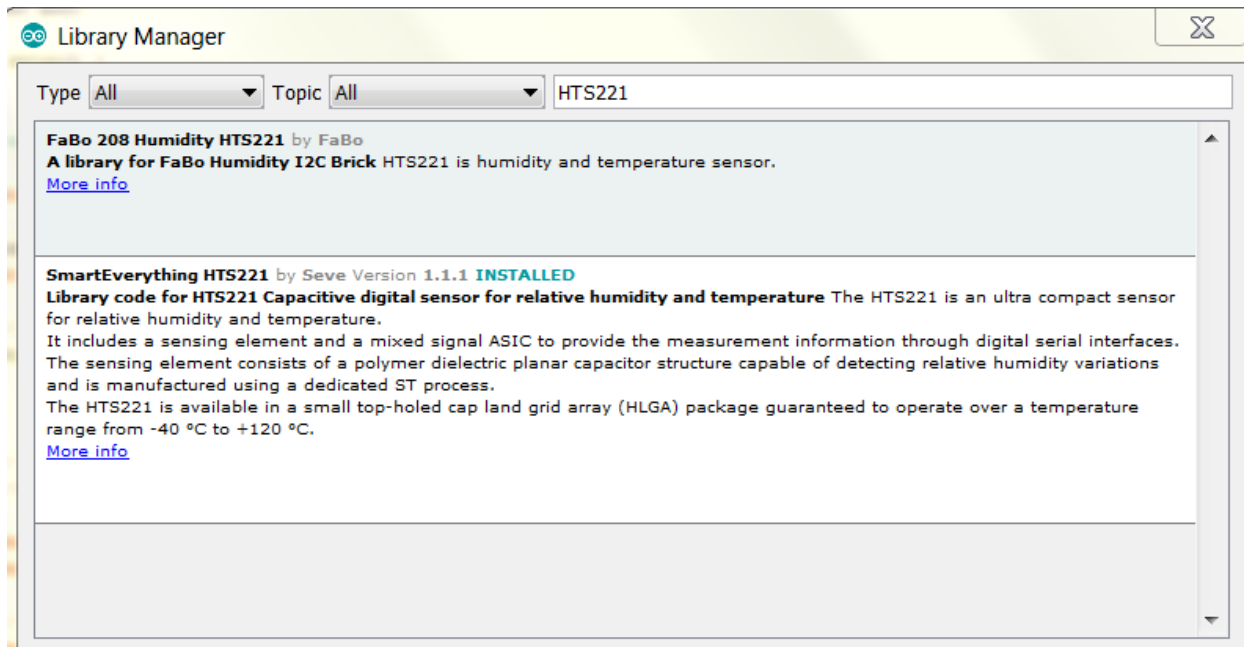 Library Manager
Type All Topic All HTS221
FaBo 208 Humidity HTS221 by FaBo
A library for FaBo Humidity I2C Brick HTS221 is humidity and temperature sensor.
More info
SmartEverything HTS221 by Seve Version 1.1.1 INSTALLED
Library code for HTS221 Capacitive digital sensor for relative humidity and temperature The HTS221 is an ultra compact sensor
for relative humidity and temperature.
It includes a sensing element and a mixed signal ASIC to provide the measurement information through digital serial interfaces.
The sensing element consists of a polymer dielectric planar capacitor structure capable of detecting relative humidity variations
and is manufactured using a dedicated ST process.
The HTS221 is available in a small top-holed cap land grid array (HLGA) package guaranteed to operate over a temperature
range from -40 °C to +120 °C.
More info